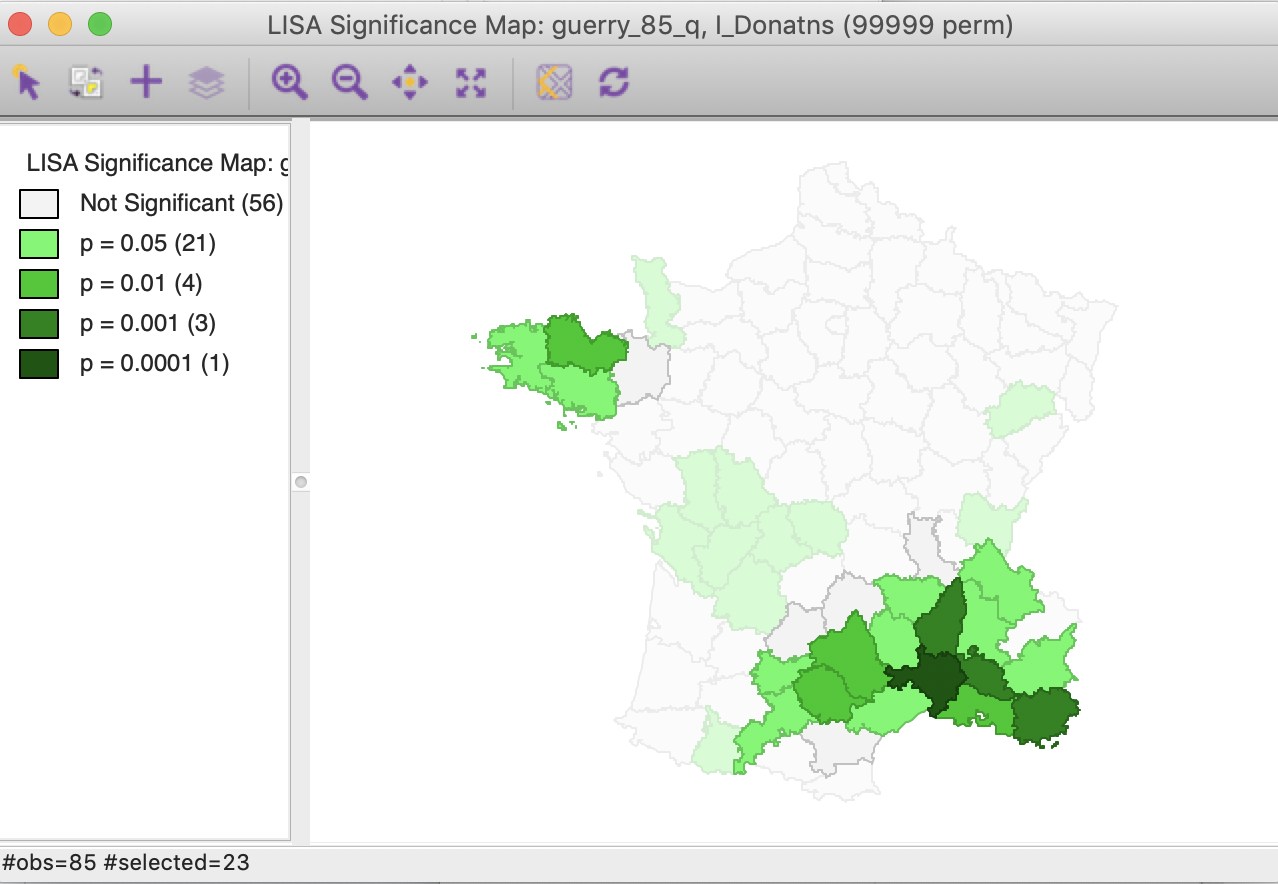 LISA Significance Map: guerry_85_q, I_Donatns (99999 perm)
LISA Significance Map: g
Not Significant (56)
p = 0.05 (21)
p = 0.01 (4)
p = 0.001 (3)
p = 0.0001 (1)
#obs=85 #selected=23